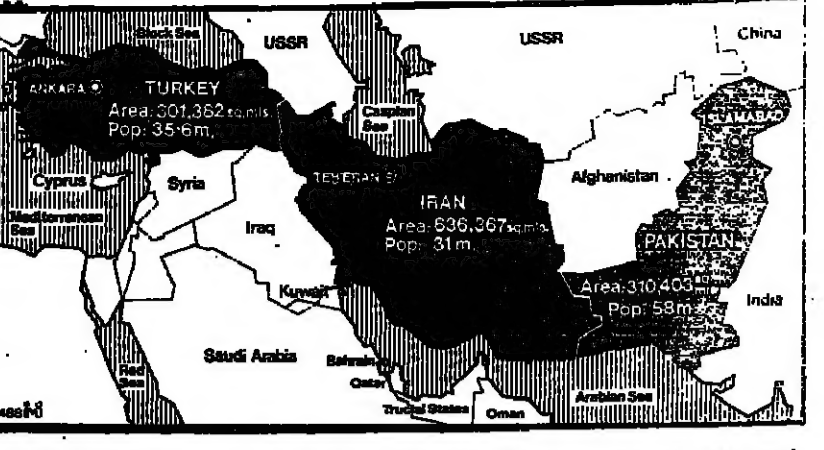 Black Sea
USSR
USSR
China
ANKARA
TURKEY
Area: 301,382 sq.mls.
Pop: 35·6m.
Caspian
Sea
Cyprus
Syria
Mediterranean
Sea
TEHERAN
IRAN
Area: 636,367 sq.mls.
Pop: 31m.
Afghanistan
ISLAMABAD
Iraq
PAKISTAN
Area: 310,403
Pop: 58m
India
Kuwait
Saudi Arabia
Bahrain
Qatar
Red
Sea
Trucial States
Oman
Arabian Sea